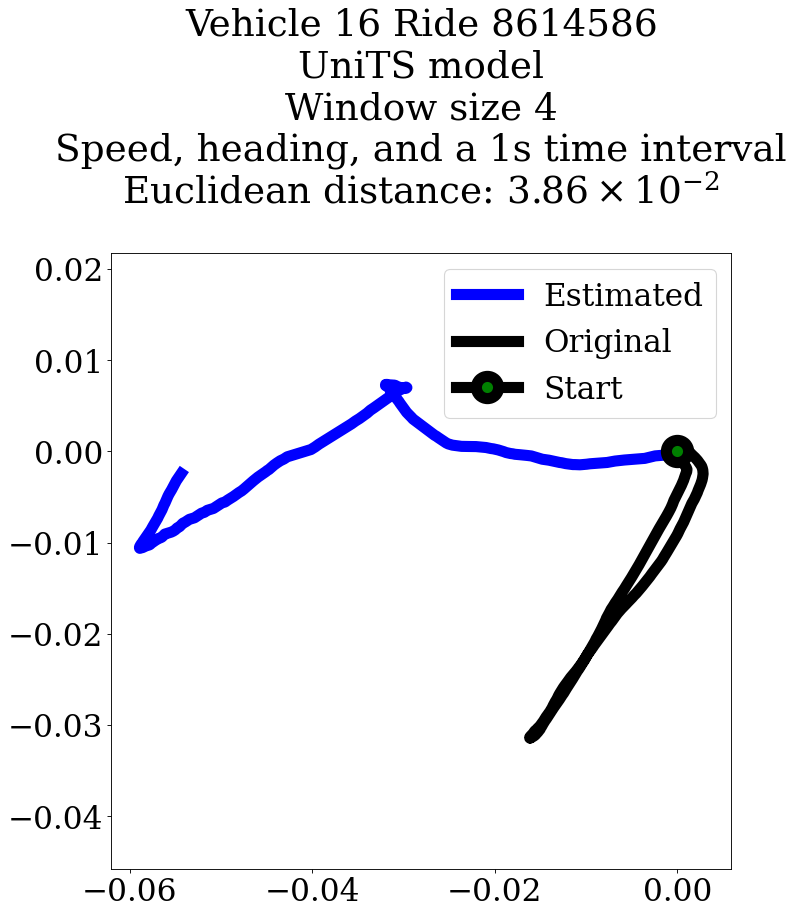 Vehicle 16 Ride 8614586
UniTS model
Window size 4
Speed, heading, and a 1s time interval
Euclidean distance: 3.86 × 10⁻²
Estimated
Original
Start
0.02
0.01
0.00
−0.01
−0.02
−0.03
−0.04
−0.06 −0.04 −0.02 0.00